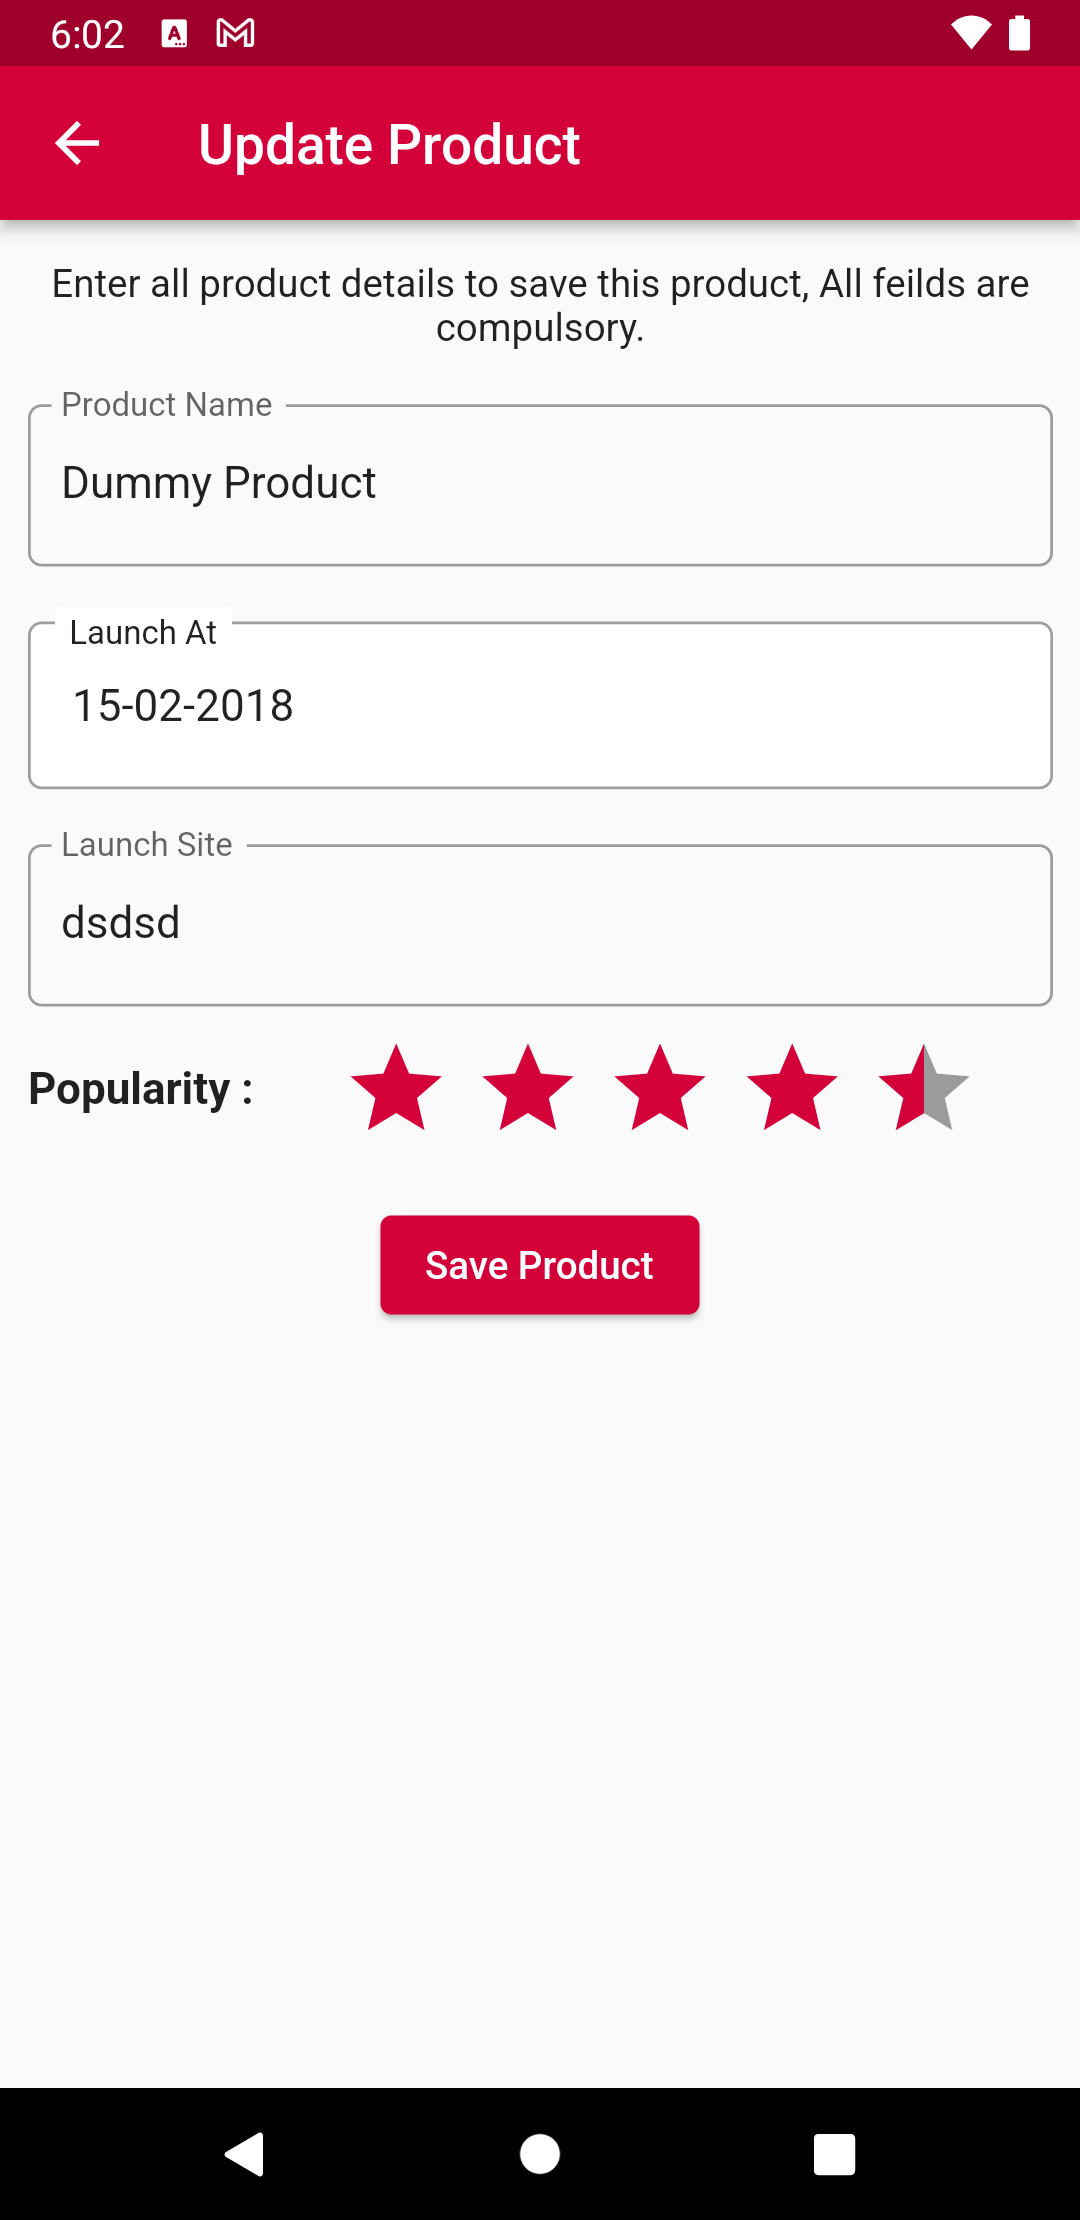 6:02
Update Product
Enter all product details to save this product, All feilds are
compulsory.
Product Name
Dummy Product
Launch At
15-02-2018
Launch Site
dsdsd
Popularity :
Save Product